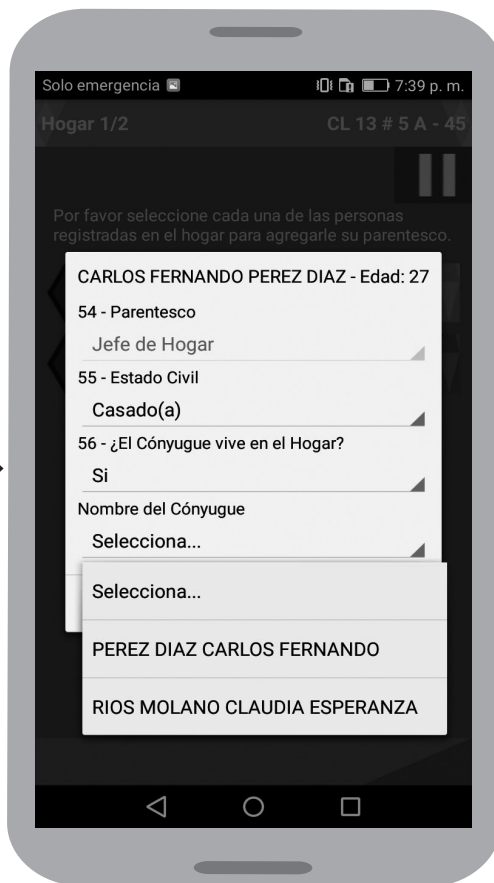 Solo emergencia 7:39 p. m.
Hogar 1/2 CL 13 # 5 A - 45
Por favor seleccione cada una de las personas
registradas en el hogar para agregarle su parentesco.
CARLOS FERNANDO PEREZ DIAZ - Edad: 27
54 - Parentesco
Jefe de Hogar
55 - Estado Civil
Casado(a)
56 - ¿El Cónyugue vive en el Hogar?
Si
Nombre del Cónyugue
Selecciona...
Selecciona...
PEREZ DIAZ CARLOS FERNANDO
RIOS MOLANO CLAUDIA ESPERANZA